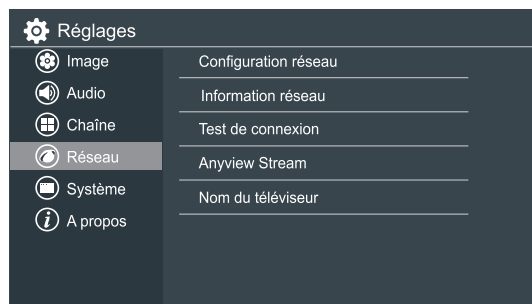 Réglages
Image
Audio
Chaîne
Réseau
Système
A propos
Configuration réseau
Information réseau
Test de connexion
Anyview Stream
Nom du téléviseur